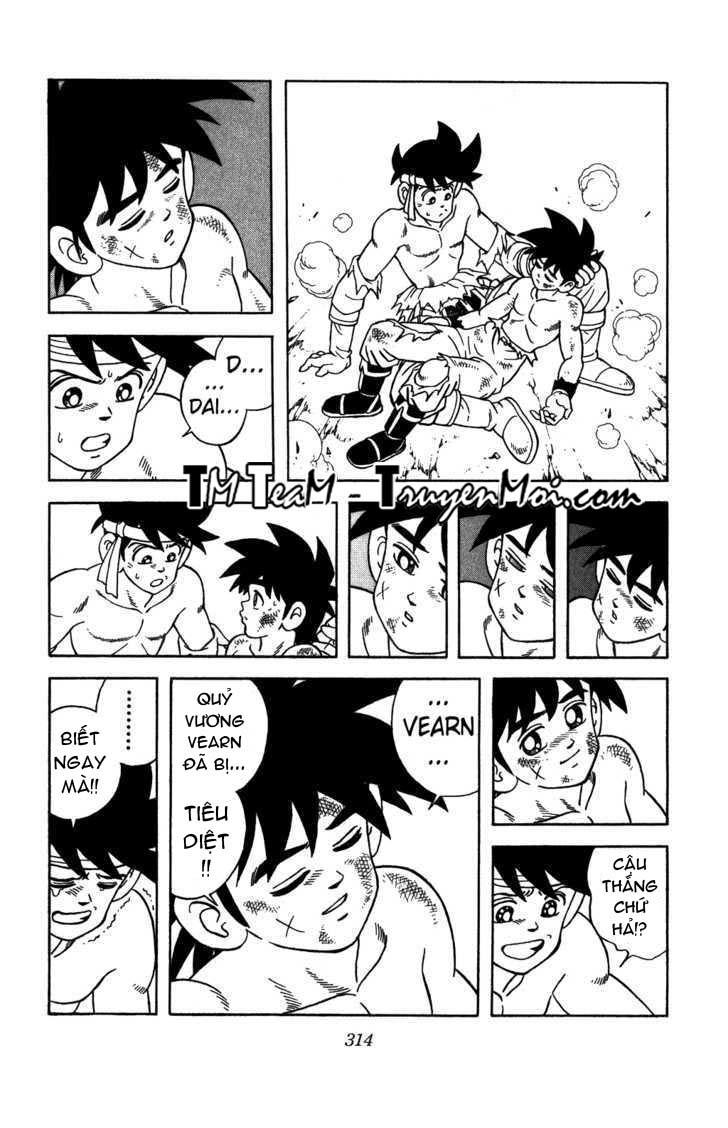 D...
...
DAI...
TM TeaM - TruyenMoi.com
...
VEARN
...
QUỶ
VƯƠNG
VEARN
ĐÃ BỊ...
TIÊU
DIỆT
!!
........
BIẾT
NGAY
MÀ!!
CÂU
THẮNG
CHỨ
HẢ!?
314